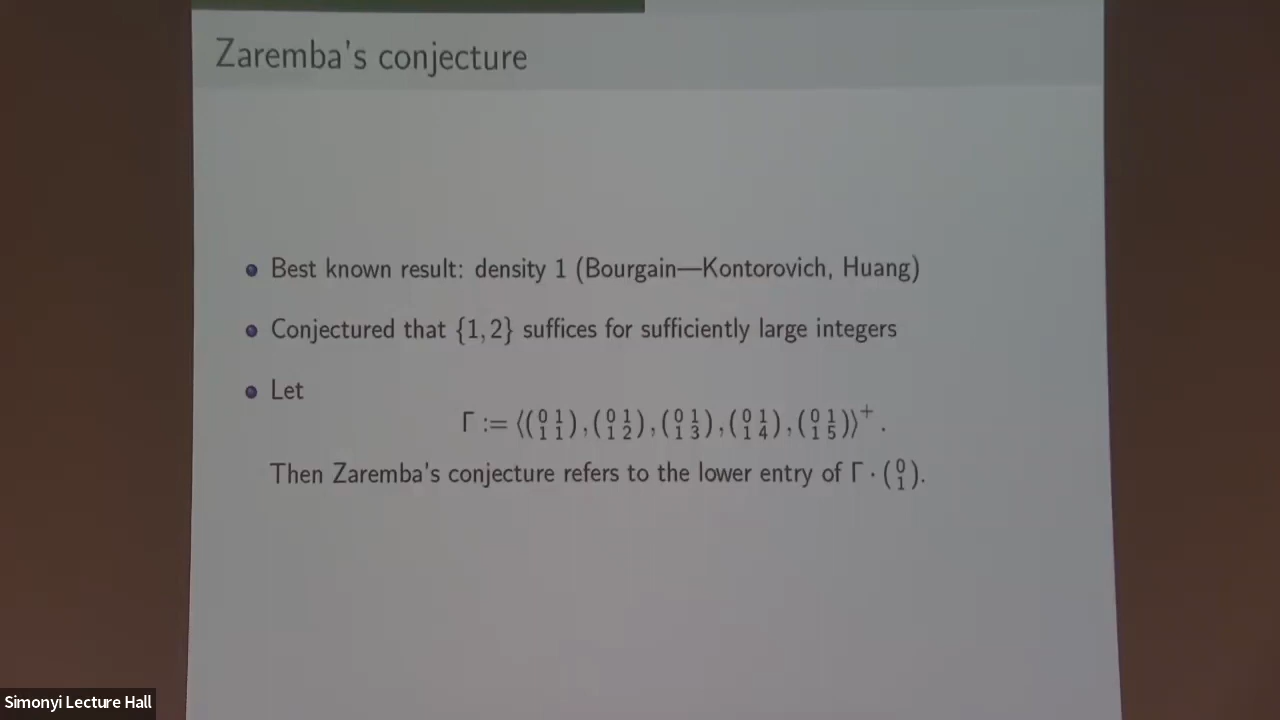 Zaremba's conjecture
Best known result: density 1 (Bourgain—Kontorovich, Huang)
Conjectured that {1, 2} suffices for sufficiently large integers
Let
Γ := ⟨(0 1 / 1 1), (0 1 / 1 2), (0 1 / 1 3), (0 1 / 1 4), (0 1 / 1 5)⟩⁺.
Then Zaremba's conjecture refers to the lower entry of Γ · (0 / 1).
Simonyi Lecture Hall